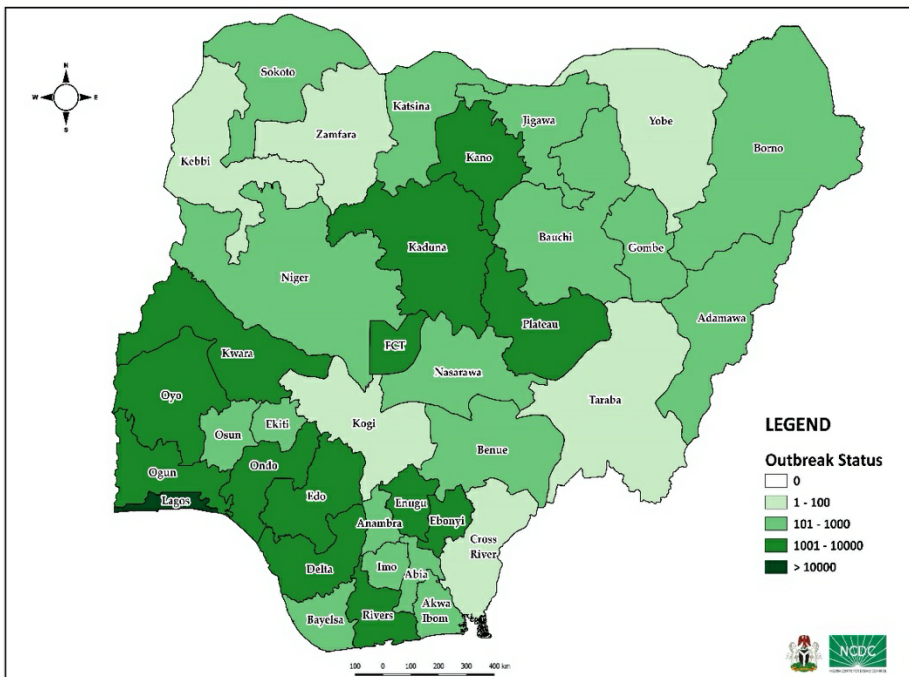 N
W
E
S
Sokoto
Katsina
Jigawa
Yobe
Borno
Zamfara
Kebbi
Kano
Bauchi
Gombe
Kaduna
Niger
Adamawa
Plateau
FCT
Kwara
Nasarawa
Taraba
Oyo
Kogi
Osun
Ekiti
Benue
Ogun
Ondo
Lagos
Edo
Enugu
Ebonyi
Anambra
Cross
River
Delta
Imo
Abia
Bayelsa
Rivers
Akwa
Ibom
LEGEND
Outbreak Status
0
1 - 100
101 - 1000
1001 - 10000
> 10000
100 0 100 200 300 400 km
NCDC